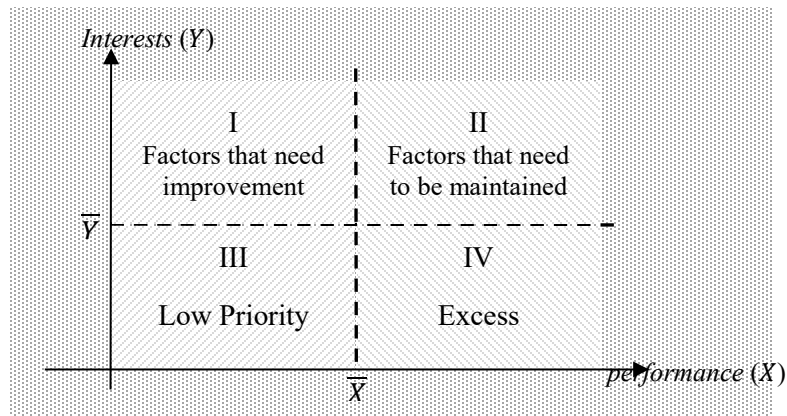 Interests (Y)
I
Factors that need
improvement
II
Factors that need
to be maintained
Y̅
III
Low Priority
IV
Excess
performance (X)
X̅